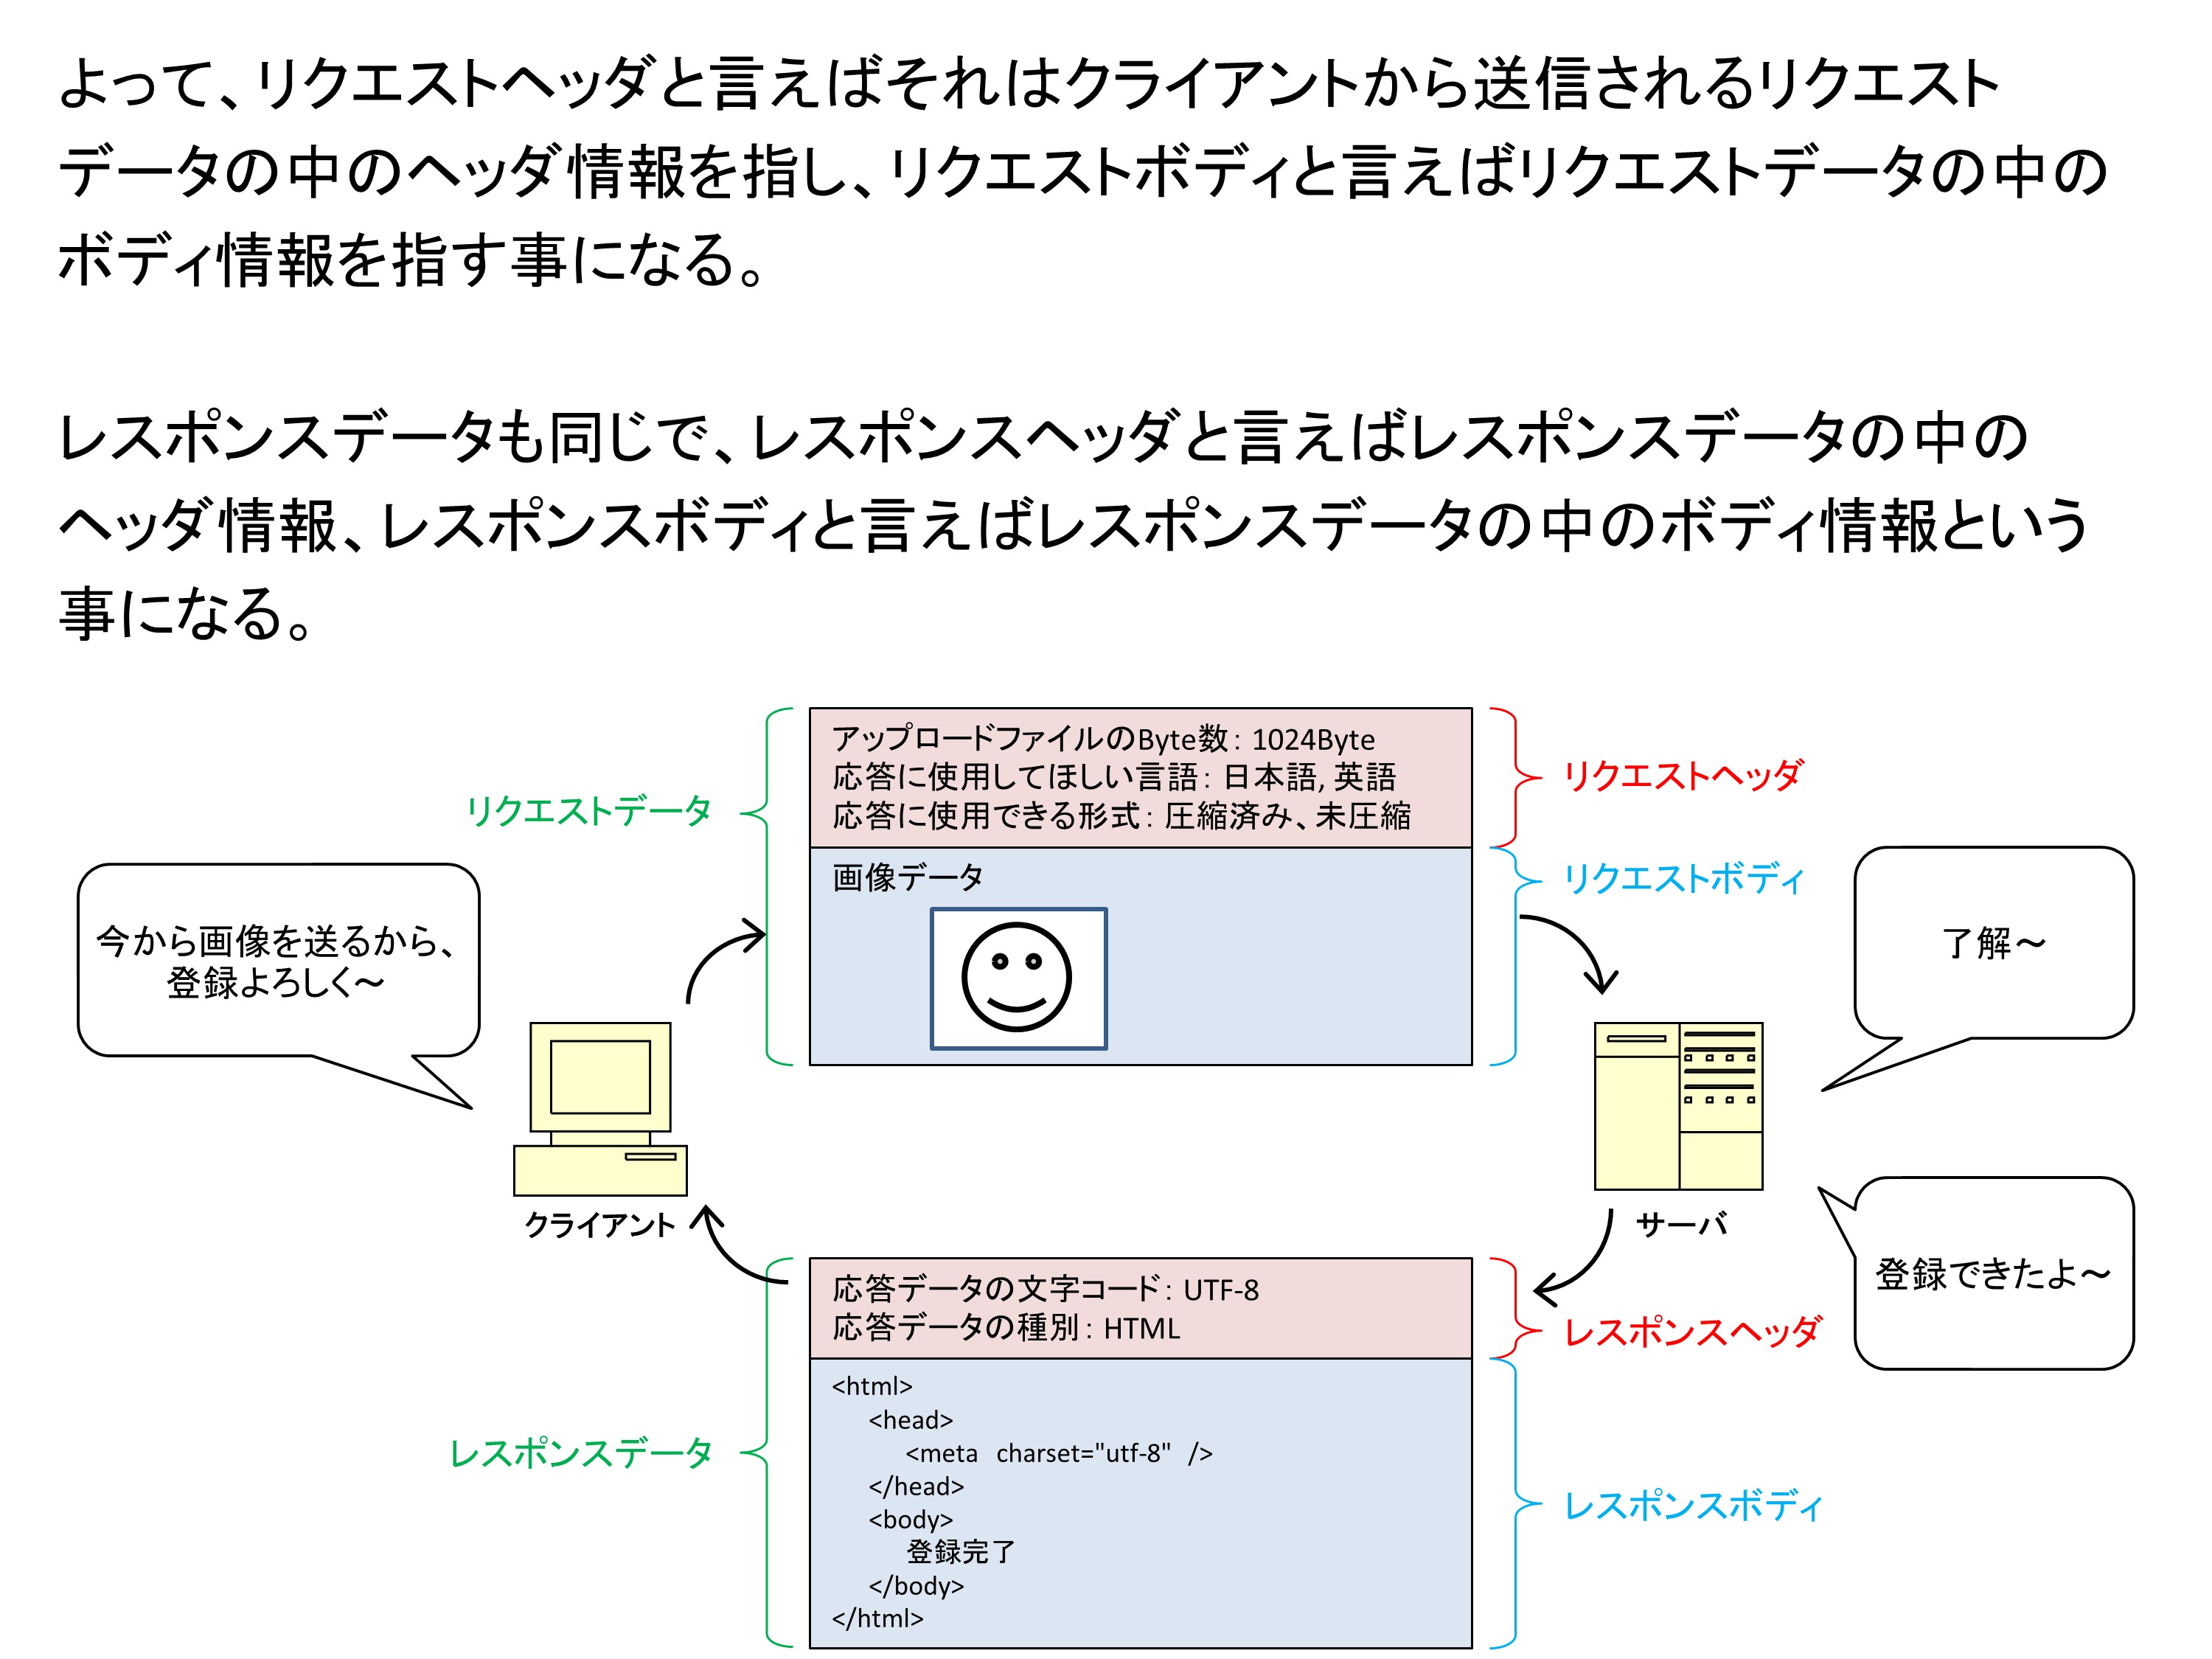 よって、リクエストヘッダと言えばそれはクライアントから送信されるリクエスト
データの中のヘッダ情報を指し、リクエストボディと言えばリクエストデータの中の
ボディ情報を指す事になる。
レスポンスデータも同じで、レスポンスヘッダと言えばレスポンスデータの中の
ヘッダ情報、レスポンスボディと言えばレスポンスデータの中のボディ情報という
事になる。
アップロードファイルのByte数： 1024Byte
応答に使用してほしい言語： 日本語, 英語
応答に使用できる形式： 圧縮済み、未圧縮
リクエストヘッダ
リクエストデータ
画像データ
リクエストボディ
今から画像を送るから、
登録よろしく～
了解～
クライアント
サーバ
登録できたよ～
応答データの文字コード： UTF-8
応答データの種別： HTML
レスポンスヘッダ
レスポンスデータ
<html>
<head>
<meta charset="utf-8" />
</head>
<body>
登録完了
</body>
</html>
レスポンスボディ